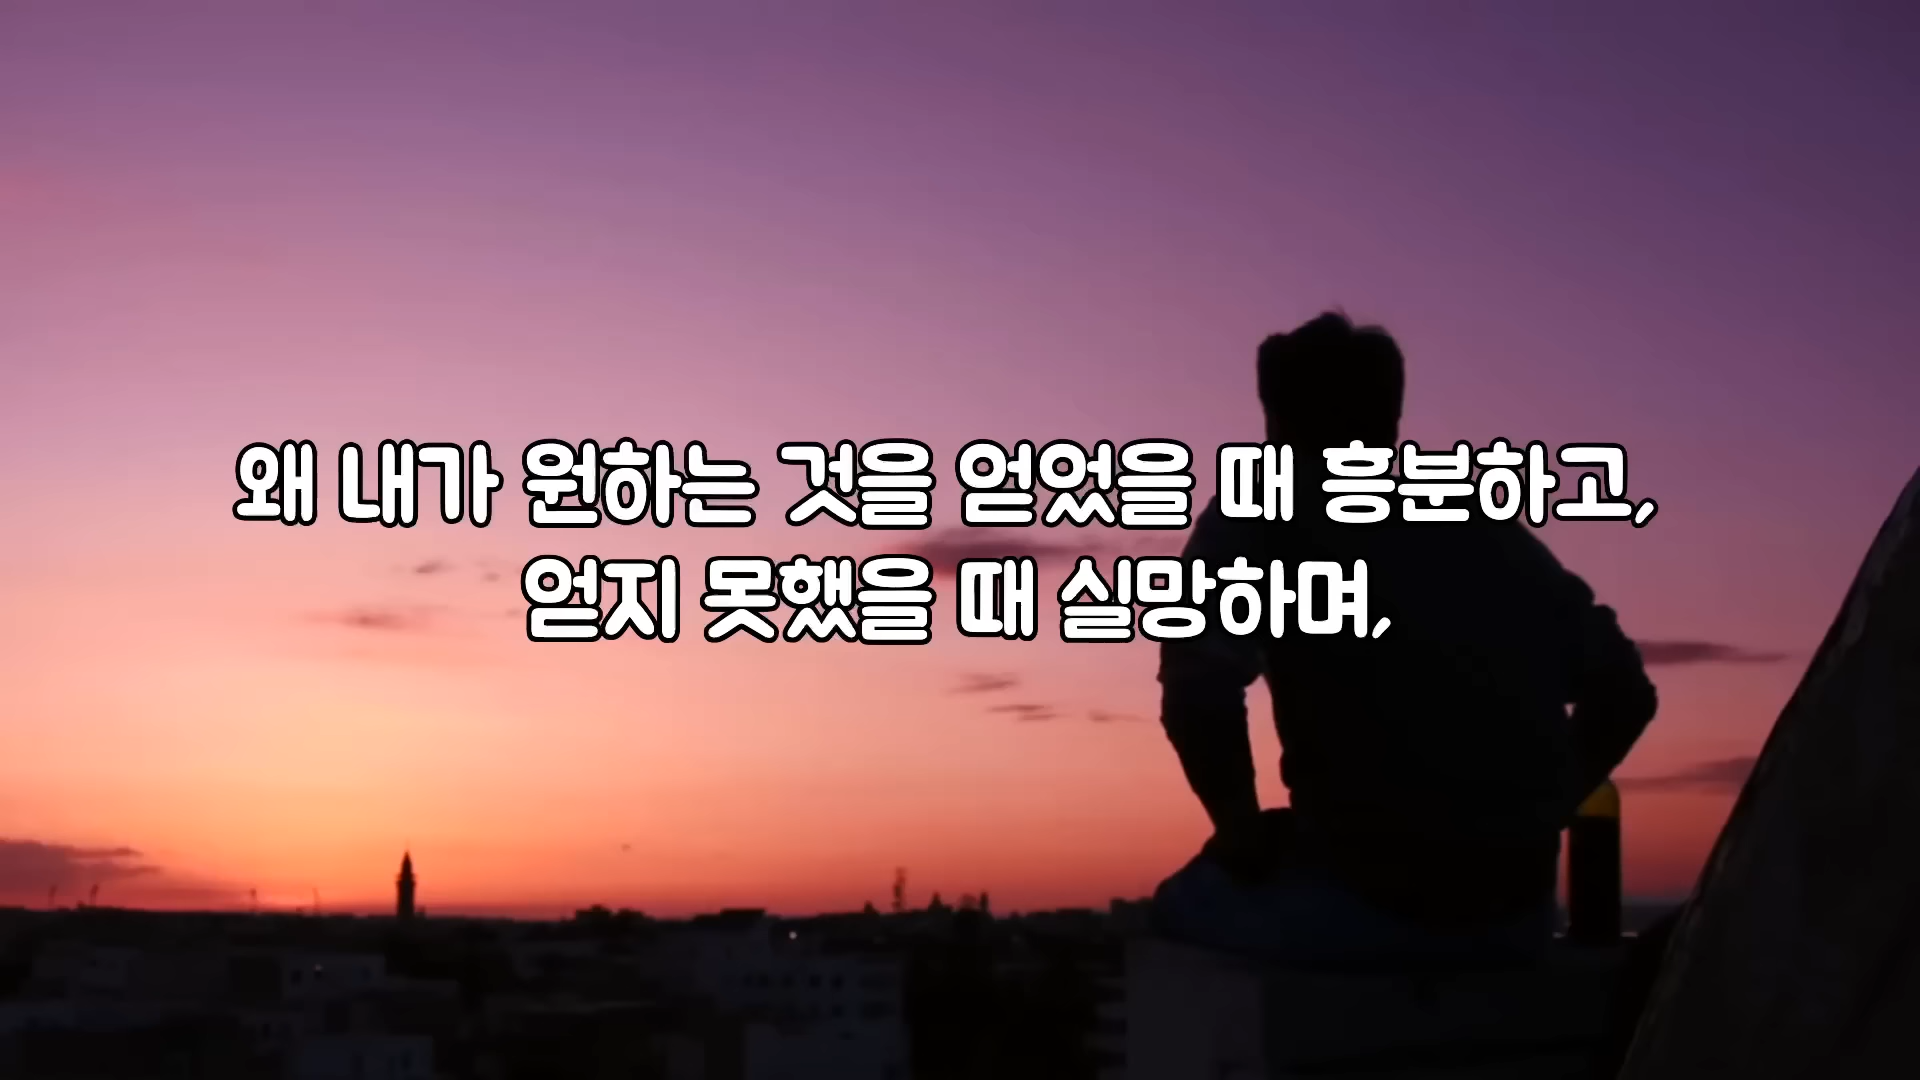 왜 내가 원하는 것을 얻었을 때 흥분하고,
얻지 못했을 때 실망하며,